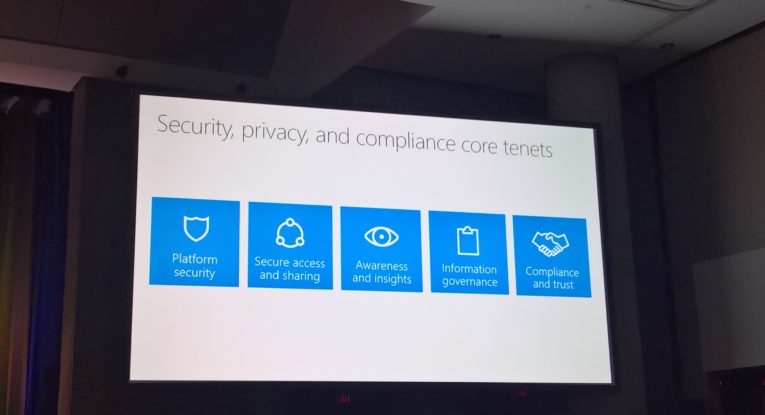 Security, privacy, and compliance core tenets
Platform
security
Secure access
and sharing
Awareness
and insights
Information
governance
Compliance
and trust